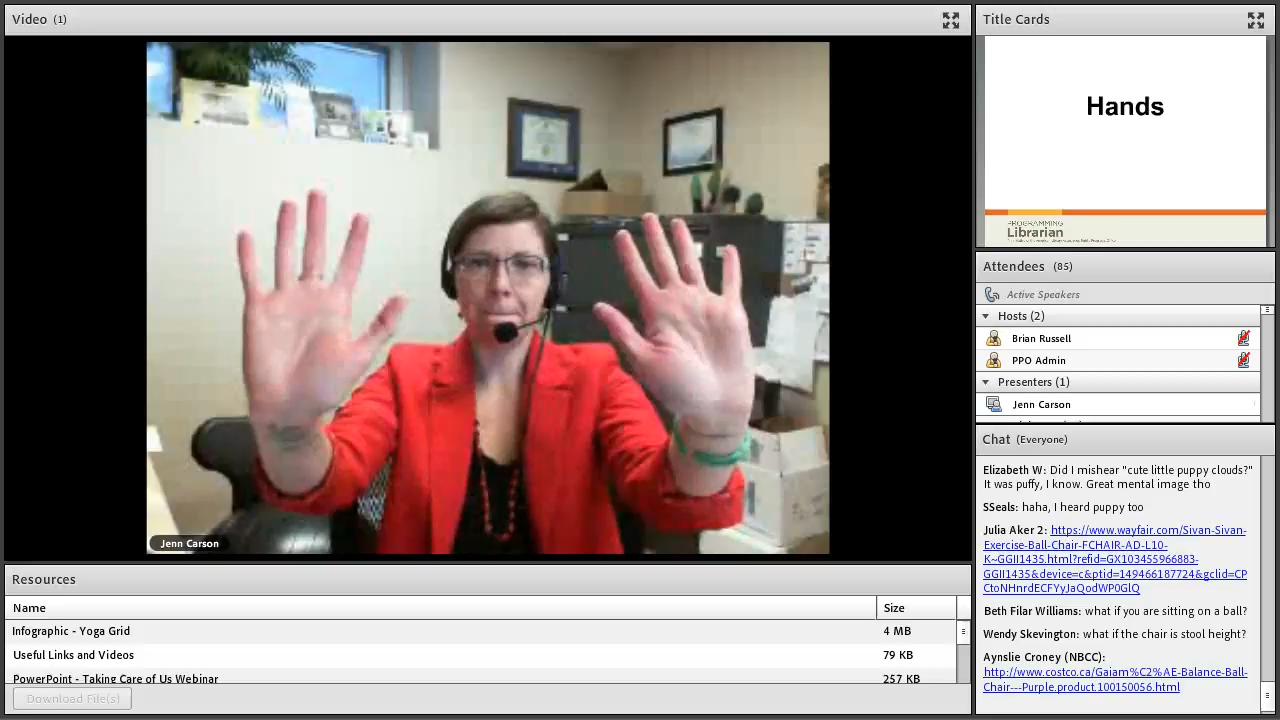 Video (1)
Jenn Carson
Resources
Name Size
Infographic - Yoga Grid 4 MB
Useful Links and Videos 79 KB
PowerPoint - Taking Care of Us Webinar 257 KB
Download File(s)
Title Cards
Hands
PROGRAMMING
Librarian
Attendees (85)
Active Speakers
Hosts (2)
Brian Russell
PPO Admin
Presenters (1)
Jenn Carson
Chat (Everyone)
Elizabeth W: Did I mishear "cute little puppy clouds?"
It was puffy, I know. Great mental image tho
SSeals: haha, I heard puppy too
Julia Aker 2: https://www.wayfair.com/Sivan-Sivan-
Exercise-Ball-Chair-FCHAIR-AD-L10-
K~GGII1435.html?refid=GX103455966883-
GGII1435&device=c&ptid=149466187724&gclid=CP
CtoNHnrdECFYyJaQodWP0GlQ
Beth Filar Williams: what if you are sitting on a ball?
Wendy Skevington: what if the chair is stool height?
Aynslie Croney (NBCC):
http://www.costco.ca/Gaiam%C2%AE-Balance-Ball-
Chair---Purple.product.100150056.html